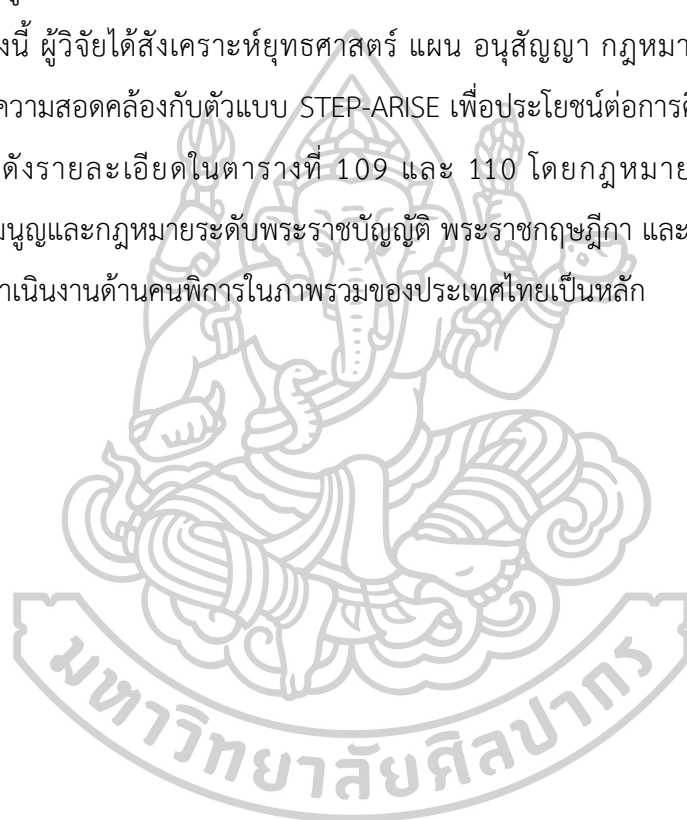 งนี้ ผู้วิจัยได้สังเคราะห์ยุทธศาสตร์ แผน อนุสัญญา กฎหมา
ความสอดคล้องกับตัวแบบ STEP-ARISE เพื่อประโยชน์ต่อการศึ
ดังรายละเอียดในตารางที่ 109 และ 110 โดยกฎหมาย
มนูญและกฎหมายระดับพระราชบัญญัติ พระราชกฤษฎีกา และ
ำเนินงานด้านคนพิการในภาพรวมของประเทศไทยเป็นหลัก
มหาวิทยาลัยศิลปากร